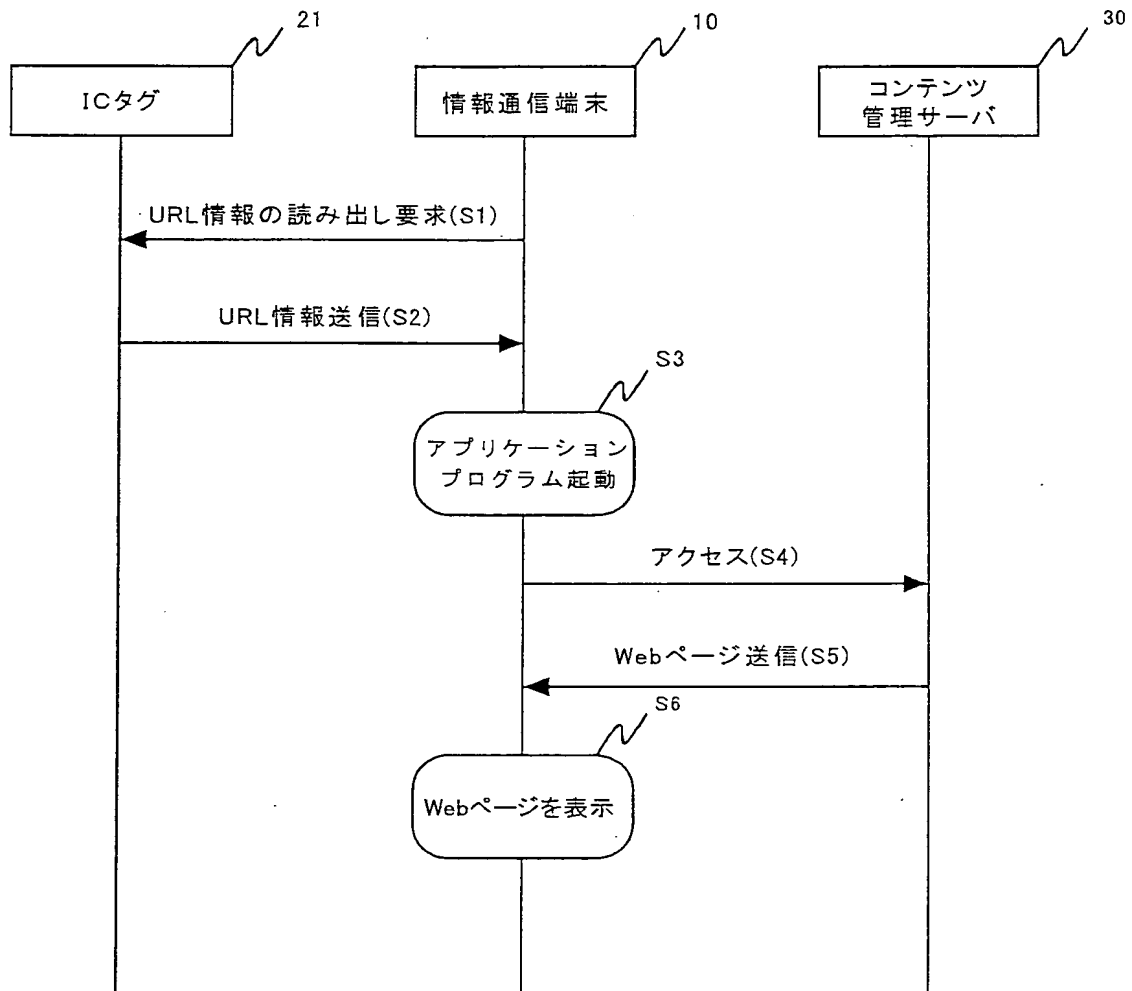 21
10
30
ICタグ
情報通信端末
コンテンツ
管理サーバ
URL情報の読み出し要求(S1)
URL情報送信(S2)
S3
アプリケーション
プログラム起動
アクセス(S4)
Webページ送信(S5)
S6
Webページを表示